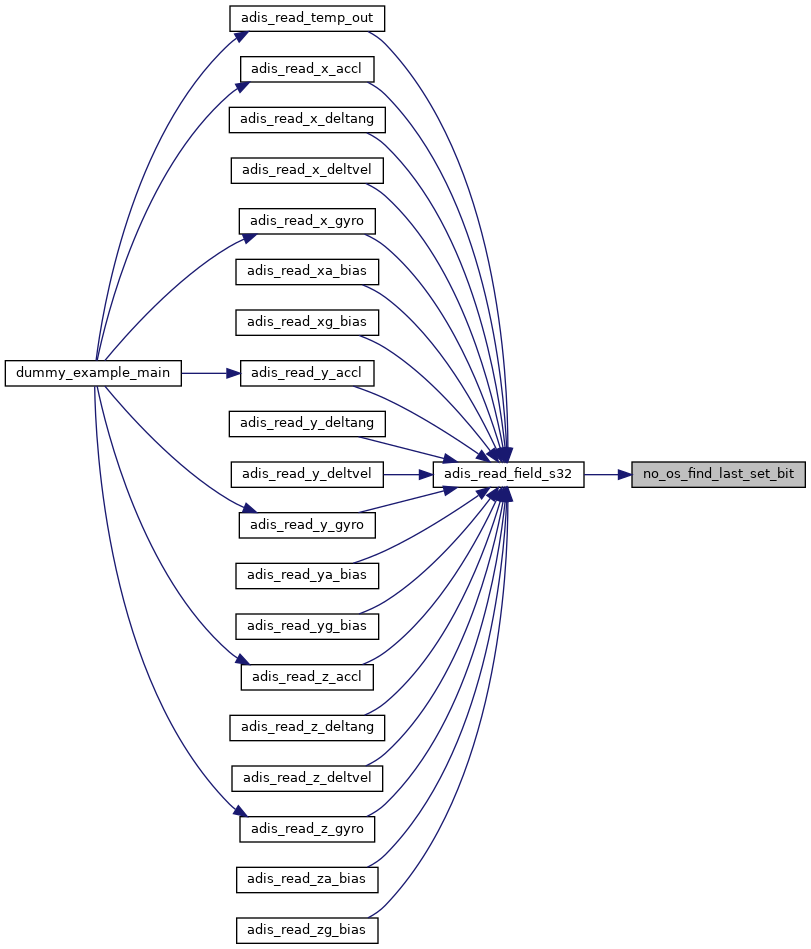 adis_read_temp_out
adis_read_x_accl
adis_read_x_deltang
adis_read_x_deltvel
adis_read_x_gyro
adis_read_xa_bias
adis_read_xg_bias
dummy_example_main
adis_read_y_accl
adis_read_y_deltang
adis_read_y_deltvel
adis_read_field_s32
no_os_find_last_set_bit
adis_read_y_gyro
adis_read_ya_bias
adis_read_yg_bias
adis_read_z_accl
adis_read_z_deltang
adis_read_z_deltvel
adis_read_z_gyro
adis_read_za_bias
adis_read_zg_bias